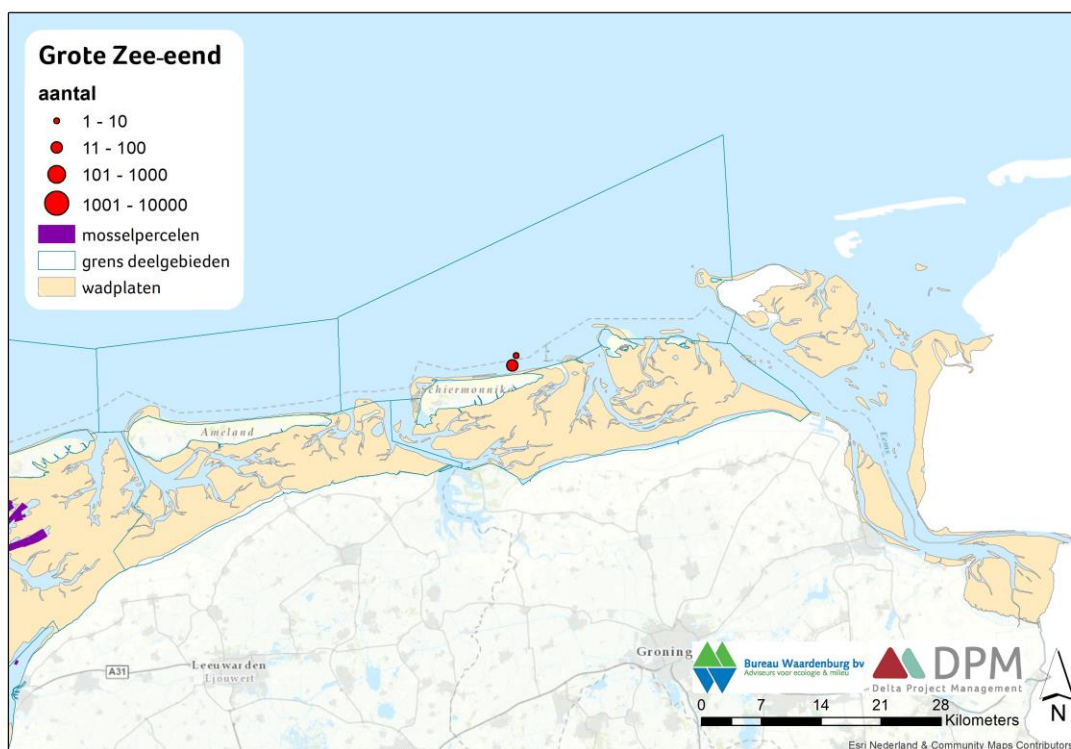 Grote Zee-eend
aantal
1 - 10
11 - 100
101 - 1000
1001 - 10000
mosselpercelen
grens deelgebieden
wadplaten
Schiermonniko
Ameland
Eems
A31
Leeuwarden
Ljouwert
Groning
Bureau Waardenburg bv
Adviseurs voor ecologie & milieu
DPM
Delta Project Management
0 7 14 21 28
Kilometers
N
Esri Nederland & Community Maps Contributors